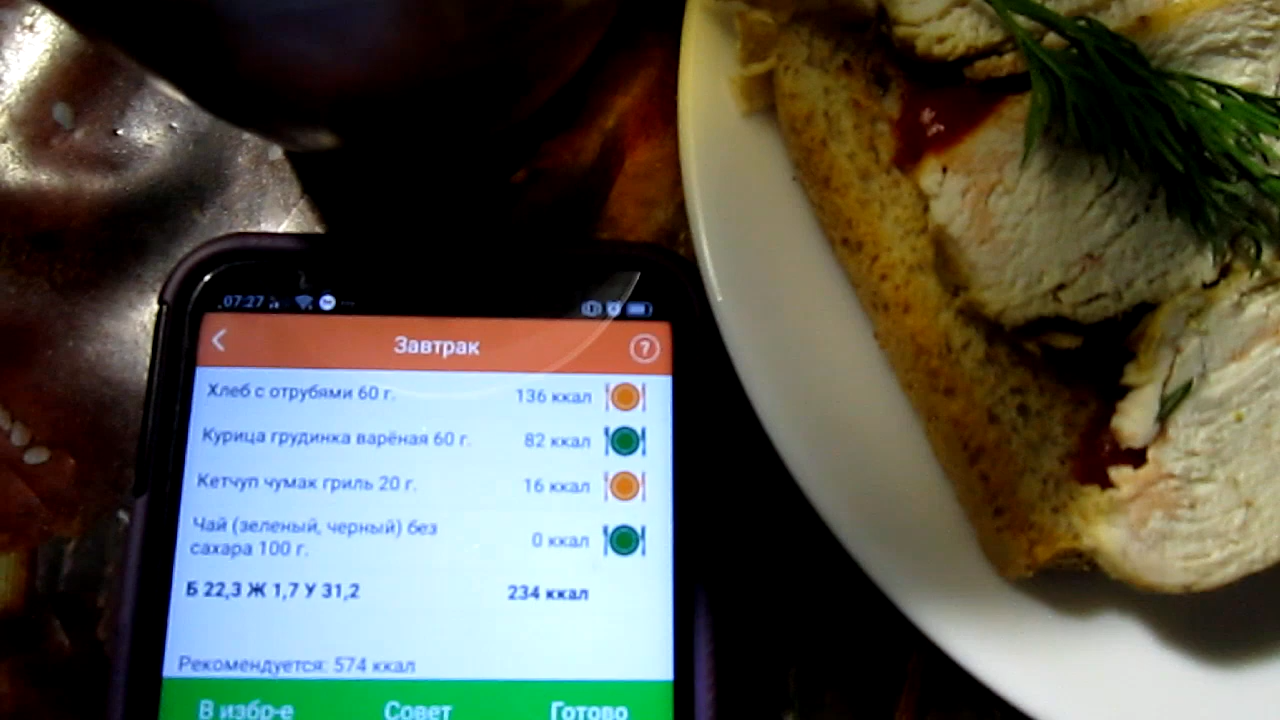 07:27
Завтрак ?
Хлеб с отрубями 60 г. 136 ккал
Курица грудинка варёная 60 г. 82 ккал
Кетчуп чумак гриль 20 г. 16 ккал
Чай (зеленый, черный) без
сахара 100 г. 0 ккал
Б 22,3 Ж 1,7 У 31,2 234 ккал
Рекомендуется: 574 ккал
В избр-е Совет Готово